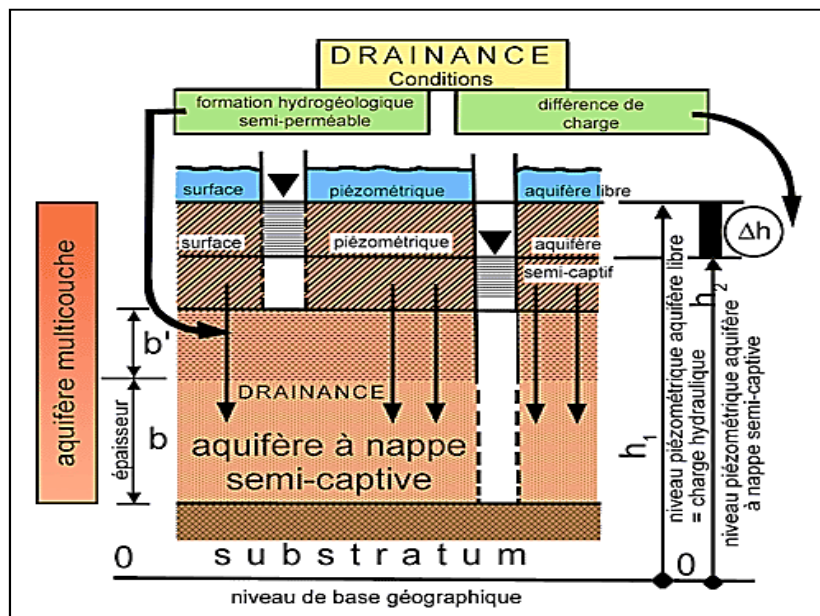 DRAINANCE
Conditions
formation hydrogéologique
semi-perméable
différence de
charge
surface
piézométrique
aquifère libre
surface
piézométrique
aquifère
semi-captif
Δh
aquifère multicouche
b'
épaisseur
b
DRAINANCE
aquifère à nappe
semi-captive
h1
niveau piézométrique aquifère libre
= charge hydraulique
h2
niveau piézométrique aquifère
à nappe semi-captive
0
substratum
0
niveau de base géographique